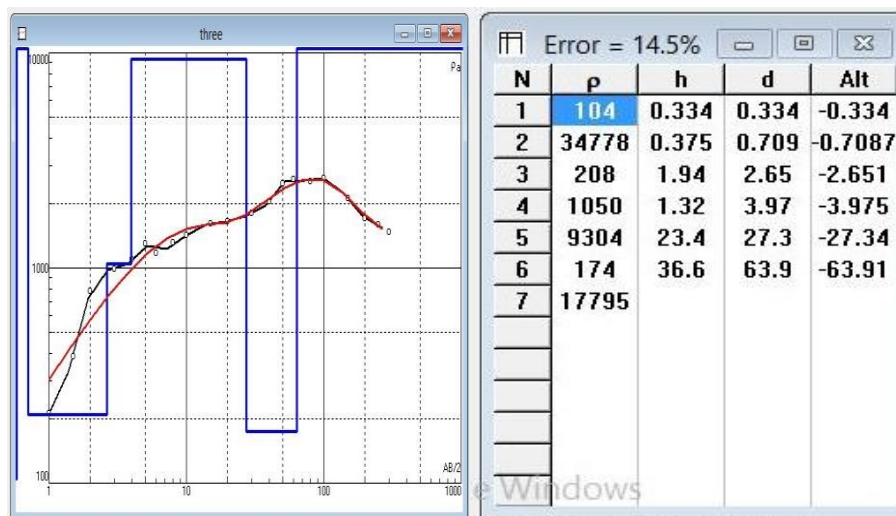 three
10000
Pa
1000
100
AB/2
1
10
100
1000
Error = 14.5%
N ρ h d Alt
1 104 0.334 0.334 -0.334
2 34778 0.375 0.709 -0.7087
3 208 1.94 2.65 -2.651
4 1050 1.32 3.97 -3.975
5 9304 23.4 27.3 -27.34
6 174 36.6 63.9 -63.91
7 17795
e Windows